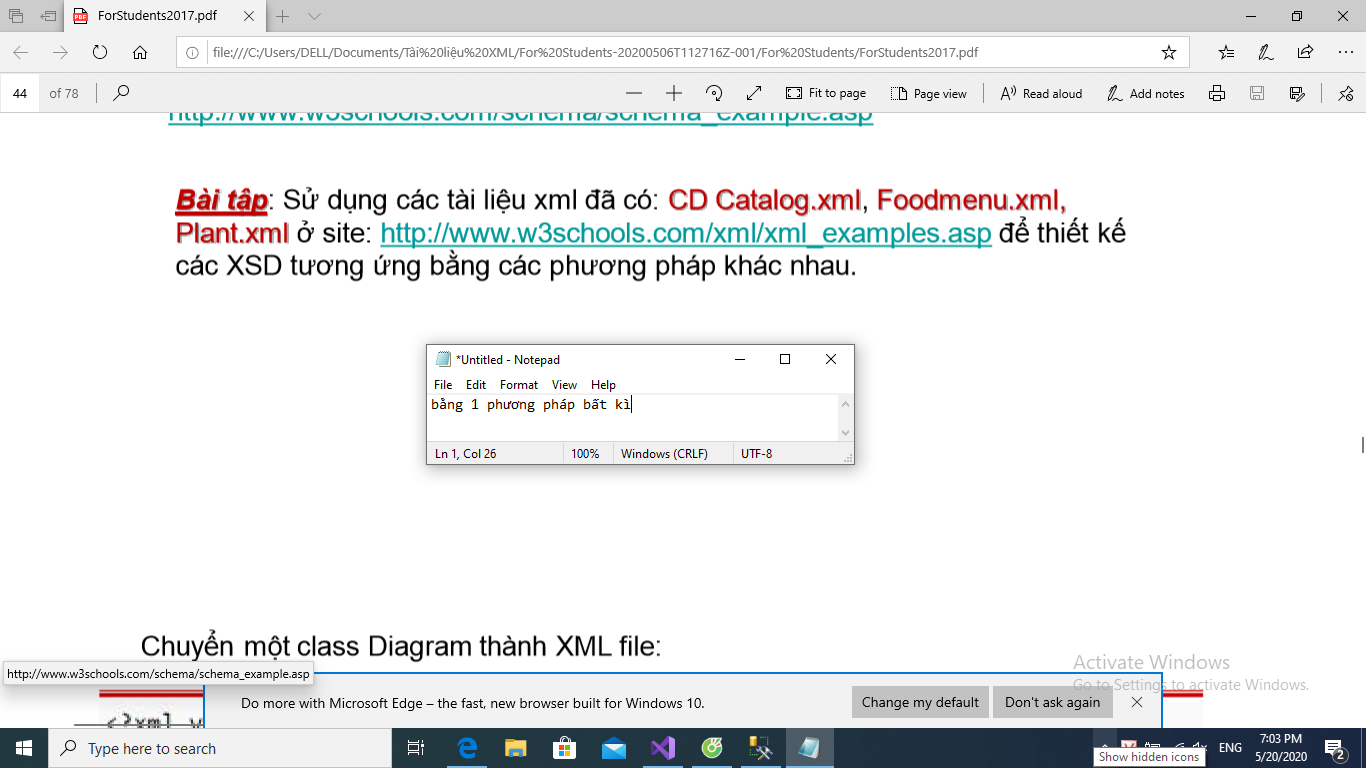 ForStudents2017.pdf
file:///C:/Users/DELL/Documents/Tài%20liệu%20XML/For%20Students-20200506T112716Z-001/For%20Students/ForStudents2017.pdf
44 of 78 Fit to page Page view Read aloud Add notes
http://www.w3schools.com/schema/schema_example.asp
Bài tập: Sử dụng các tài liệu xml đã có: CD Catalog.xml, Foodmenu.xml,
Plant.xml ở site: http://www.w3schools.com/xml/xml_examples.asp để thiết kế
các XSD tương ứng bằng các phương pháp khác nhau.
*Untitled - Notepad
File Edit Format View Help
bằng 1 phương pháp bất kì
Ln 1, Col 26 100% Windows (CRLF) UTF-8
Chuyển một class Diagram thành XML file:
Activate Windows
Go to Settings to activate Windows.
http://www.w3schools.com/schema/schema_example.asp
Do more with Microsoft Edge – the fast, new browser built for Windows 10. Change my default Don't ask again
<?xml v
Type here to search
ENG 7:03 PM
5/20/2020 2
Show hidden icons